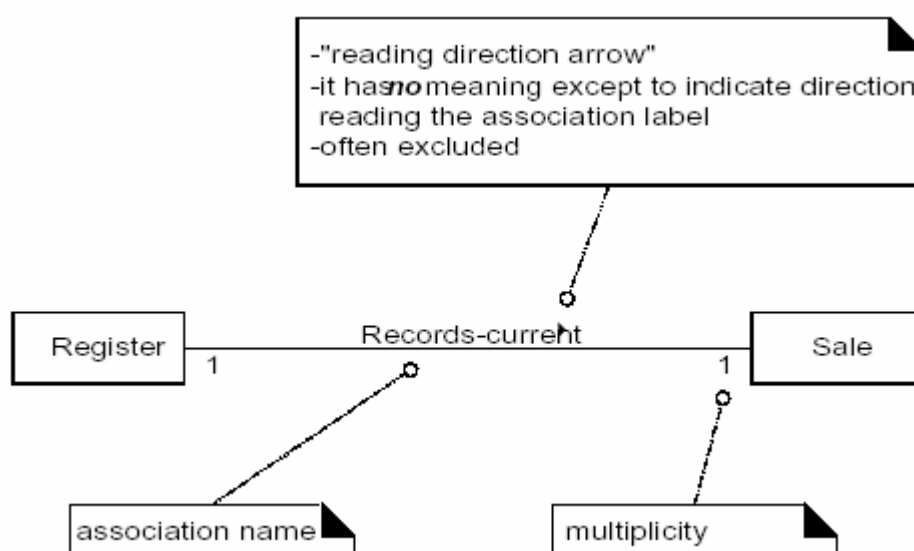 -"reading direction arrow"
-it has no meaning except to indicate direction
reading the association label
-often excluded
Records-current
Register
Sale
1
1
association name
multiplicity